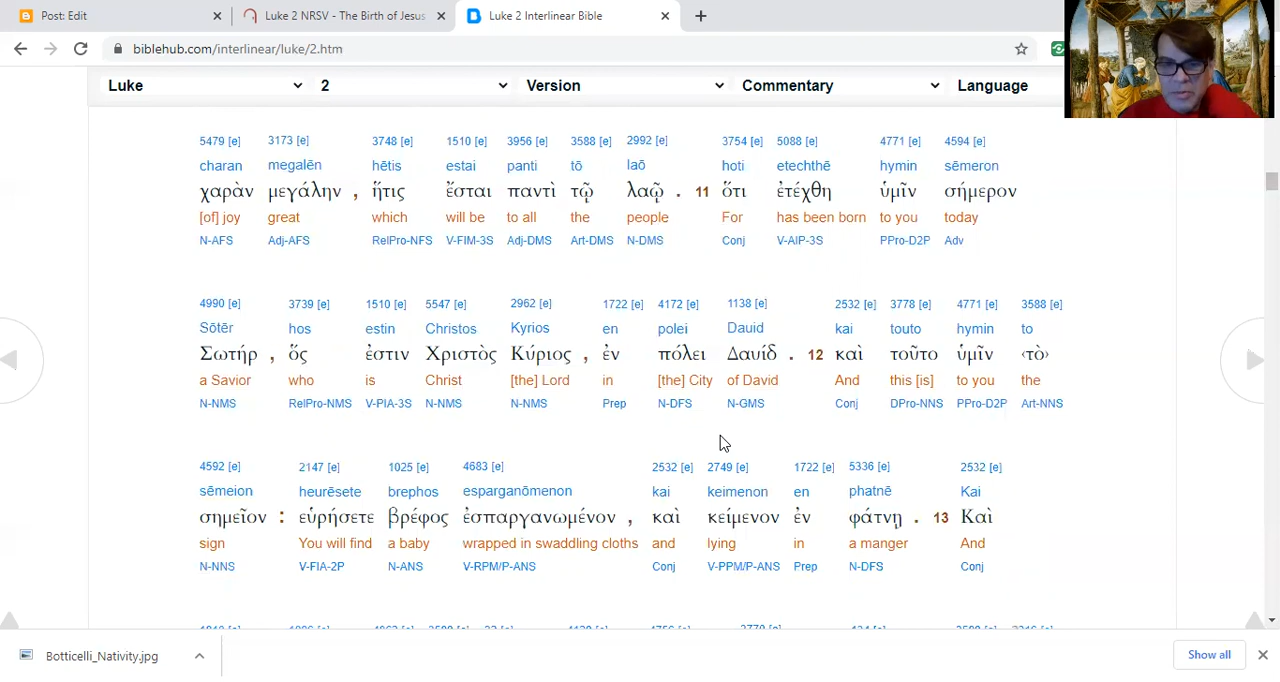 Post: Edit
Luke 2 NRSV - The Birth of Jesus
Luke 2 Interlinear Bible
biblehub.com/interlinear/luke/2.htm
Luke 2 Version Commentary Language
5479 [e] 3173 [e] 3748 [e] 1510 [e] 3956 [e] 3588 [e] 2992 [e] 3754 [e] 5088 [e] 4771 [e] 4594 [e]
charan megalēn hētis estai panti tō laō hoti etechthē hymin sēmeron
χαρὰν μεγάλην , ἥτις ἔσται παντὶ τῷ λαῷ . 11 ὅτι ἐτέχθη ὑμῖν σήμερον
[of] joy great which will be to all the people For has been born to you today
N-AFS Adj-AFS RelPro-NFS V-FIM-3S Adj-DMS Art-DMS N-DMS Conj V-AIP-3S PPro-D2P Adv
4990 [e] 3739 [e] 1510 [e] 5547 [e] 2962 [e] 1722 [e] 4172 [e] 1138 [e] 2532 [e] 3778 [e] 4771 [e] 3588 [e]
Sōtēr hos estin Christos Kyrios en polei Dauid kai touto hymin to
Σωτήρ , ὅς ἐστιν Χριστὸς Κύριος , ἐν πόλει Δαυίδ . 12 καὶ τοῦτο ὑμῖν ‹τὸ›
a Savior who is Christ [the] Lord in [the] City of David And this [is] to you the
N-NMS RelPro-NMS V-PIA-3S N-NMS N-NMS Prep N-DFS N-GMS Conj DPro-NNS PPro-D2P Art-NNS
4592 [e] 2147 [e] 1025 [e] 4683 [e] 2532 [e] 2749 [e] 1722 [e] 5336 [e] 2532 [e]
sēmeion heurēsete brephos esparganōmenon kai keimenon en phatnē Kai
σημεῖον : εὑρήσετε βρέφος ἐσπαργανωμένον , καὶ κείμενον ἐν φάτνῃ . 13 Καὶ
sign You will find a baby wrapped in swaddling cloths and lying in a manger And
N-NNS V-FIA-2P N-ANS V-RPM/P-ANS Conj V-PPM/P-ANS Prep N-DFS Conj
Botticelli_Nativity.jpg
Show all